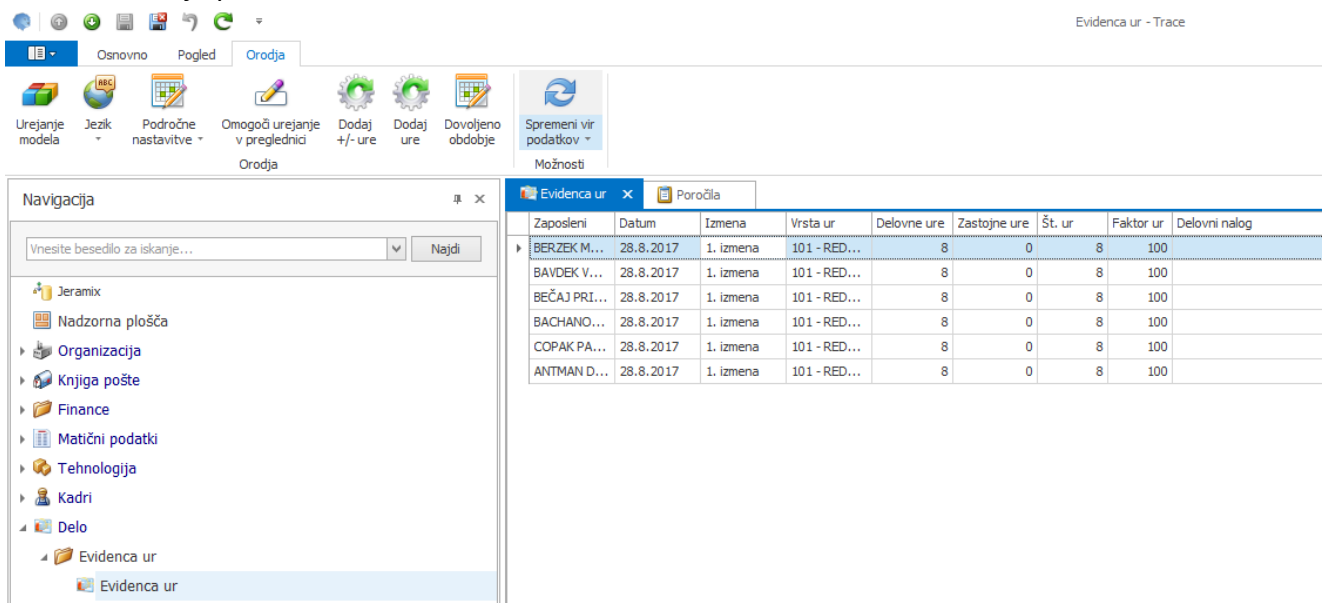 Evidenca ur - Trace
Osnovno Pogled Orodja
Urejanje modela
ABC
Jezik
Področne nastavitve
Omogoči urejanje v preglednici
Dodaj +/- ure
Dodaj ure
Dovoljeno obdobje
Spremeni vir podatkov
Orodja
Možnosti
Navigacija
Vnesite besedilo za iskanje...
Najdi
Jeramix
Nadzorna plošča
Organizacija
Knjiga pošte
Finance
Matični podatki
Tehnologija
Kadri
Delo
Evidenca ur
Evidenca ur
Evidenca ur Poročila
Zaposleni Datum Izmena Vrsta ur Delovne ure Zastojne ure Št. ur Faktor ur Delovni nalog
BERZEK M... 28.8.2017 1. izmena 101 - RED... 8 0 8 100
BAVDEK V... 28.8.2017 1. izmena 101 - RED... 8 0 8 100
BEČAJ PRI... 28.8.2017 1. izmena 101 - RED... 8 0 8 100
BACHANO... 28.8.2017 1. izmena 101 - RED... 8 0 8 100
COPAK PA... 28.8.2017 1. izmena 101 - RED... 8 0 8 100
ANTMAN D... 28.8.2017 1. izmena 101 - RED... 8 0 8 100